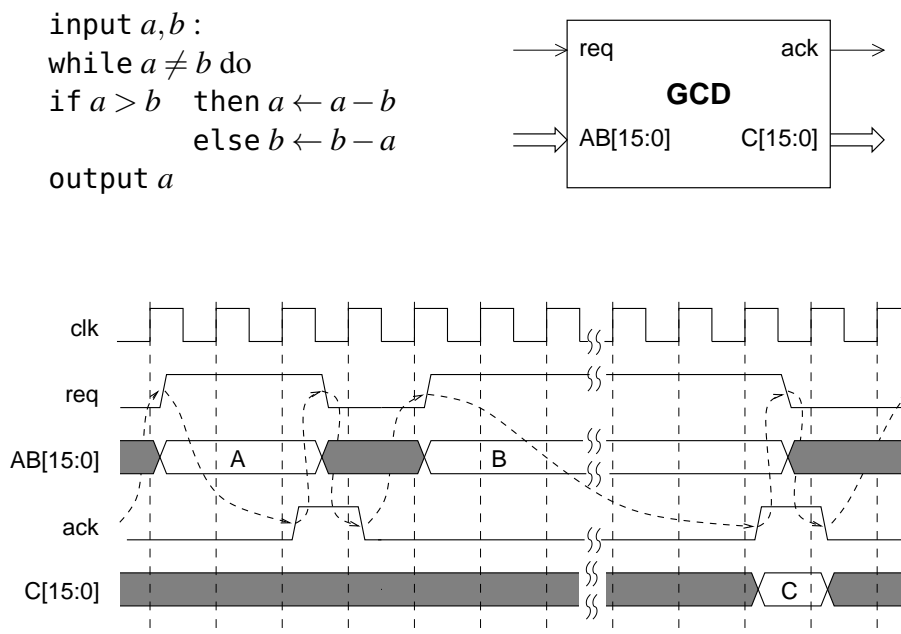 input a,b :
while a ≠ b do
if a > b then a ← a − b
else b ← b − a
output a
req ack
GCD
AB[15:0] C[15:0]
clk
req
AB[15:0] A B
ack
C[15:0] C